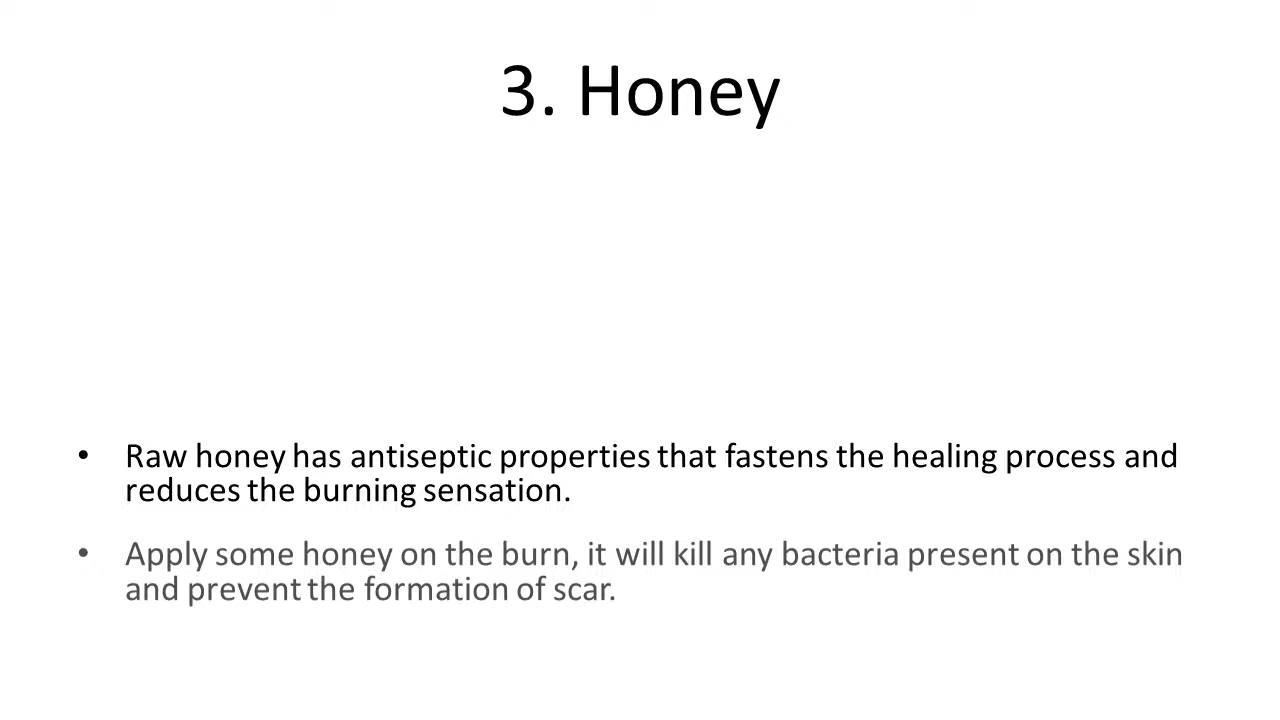 3. Honey
• Raw honey has antiseptic properties that fastens the healing process and
reduces the burning sensation.
• Apply some honey on the burn, it will kill any bacteria present on the skin
and prevent the formation of scar.